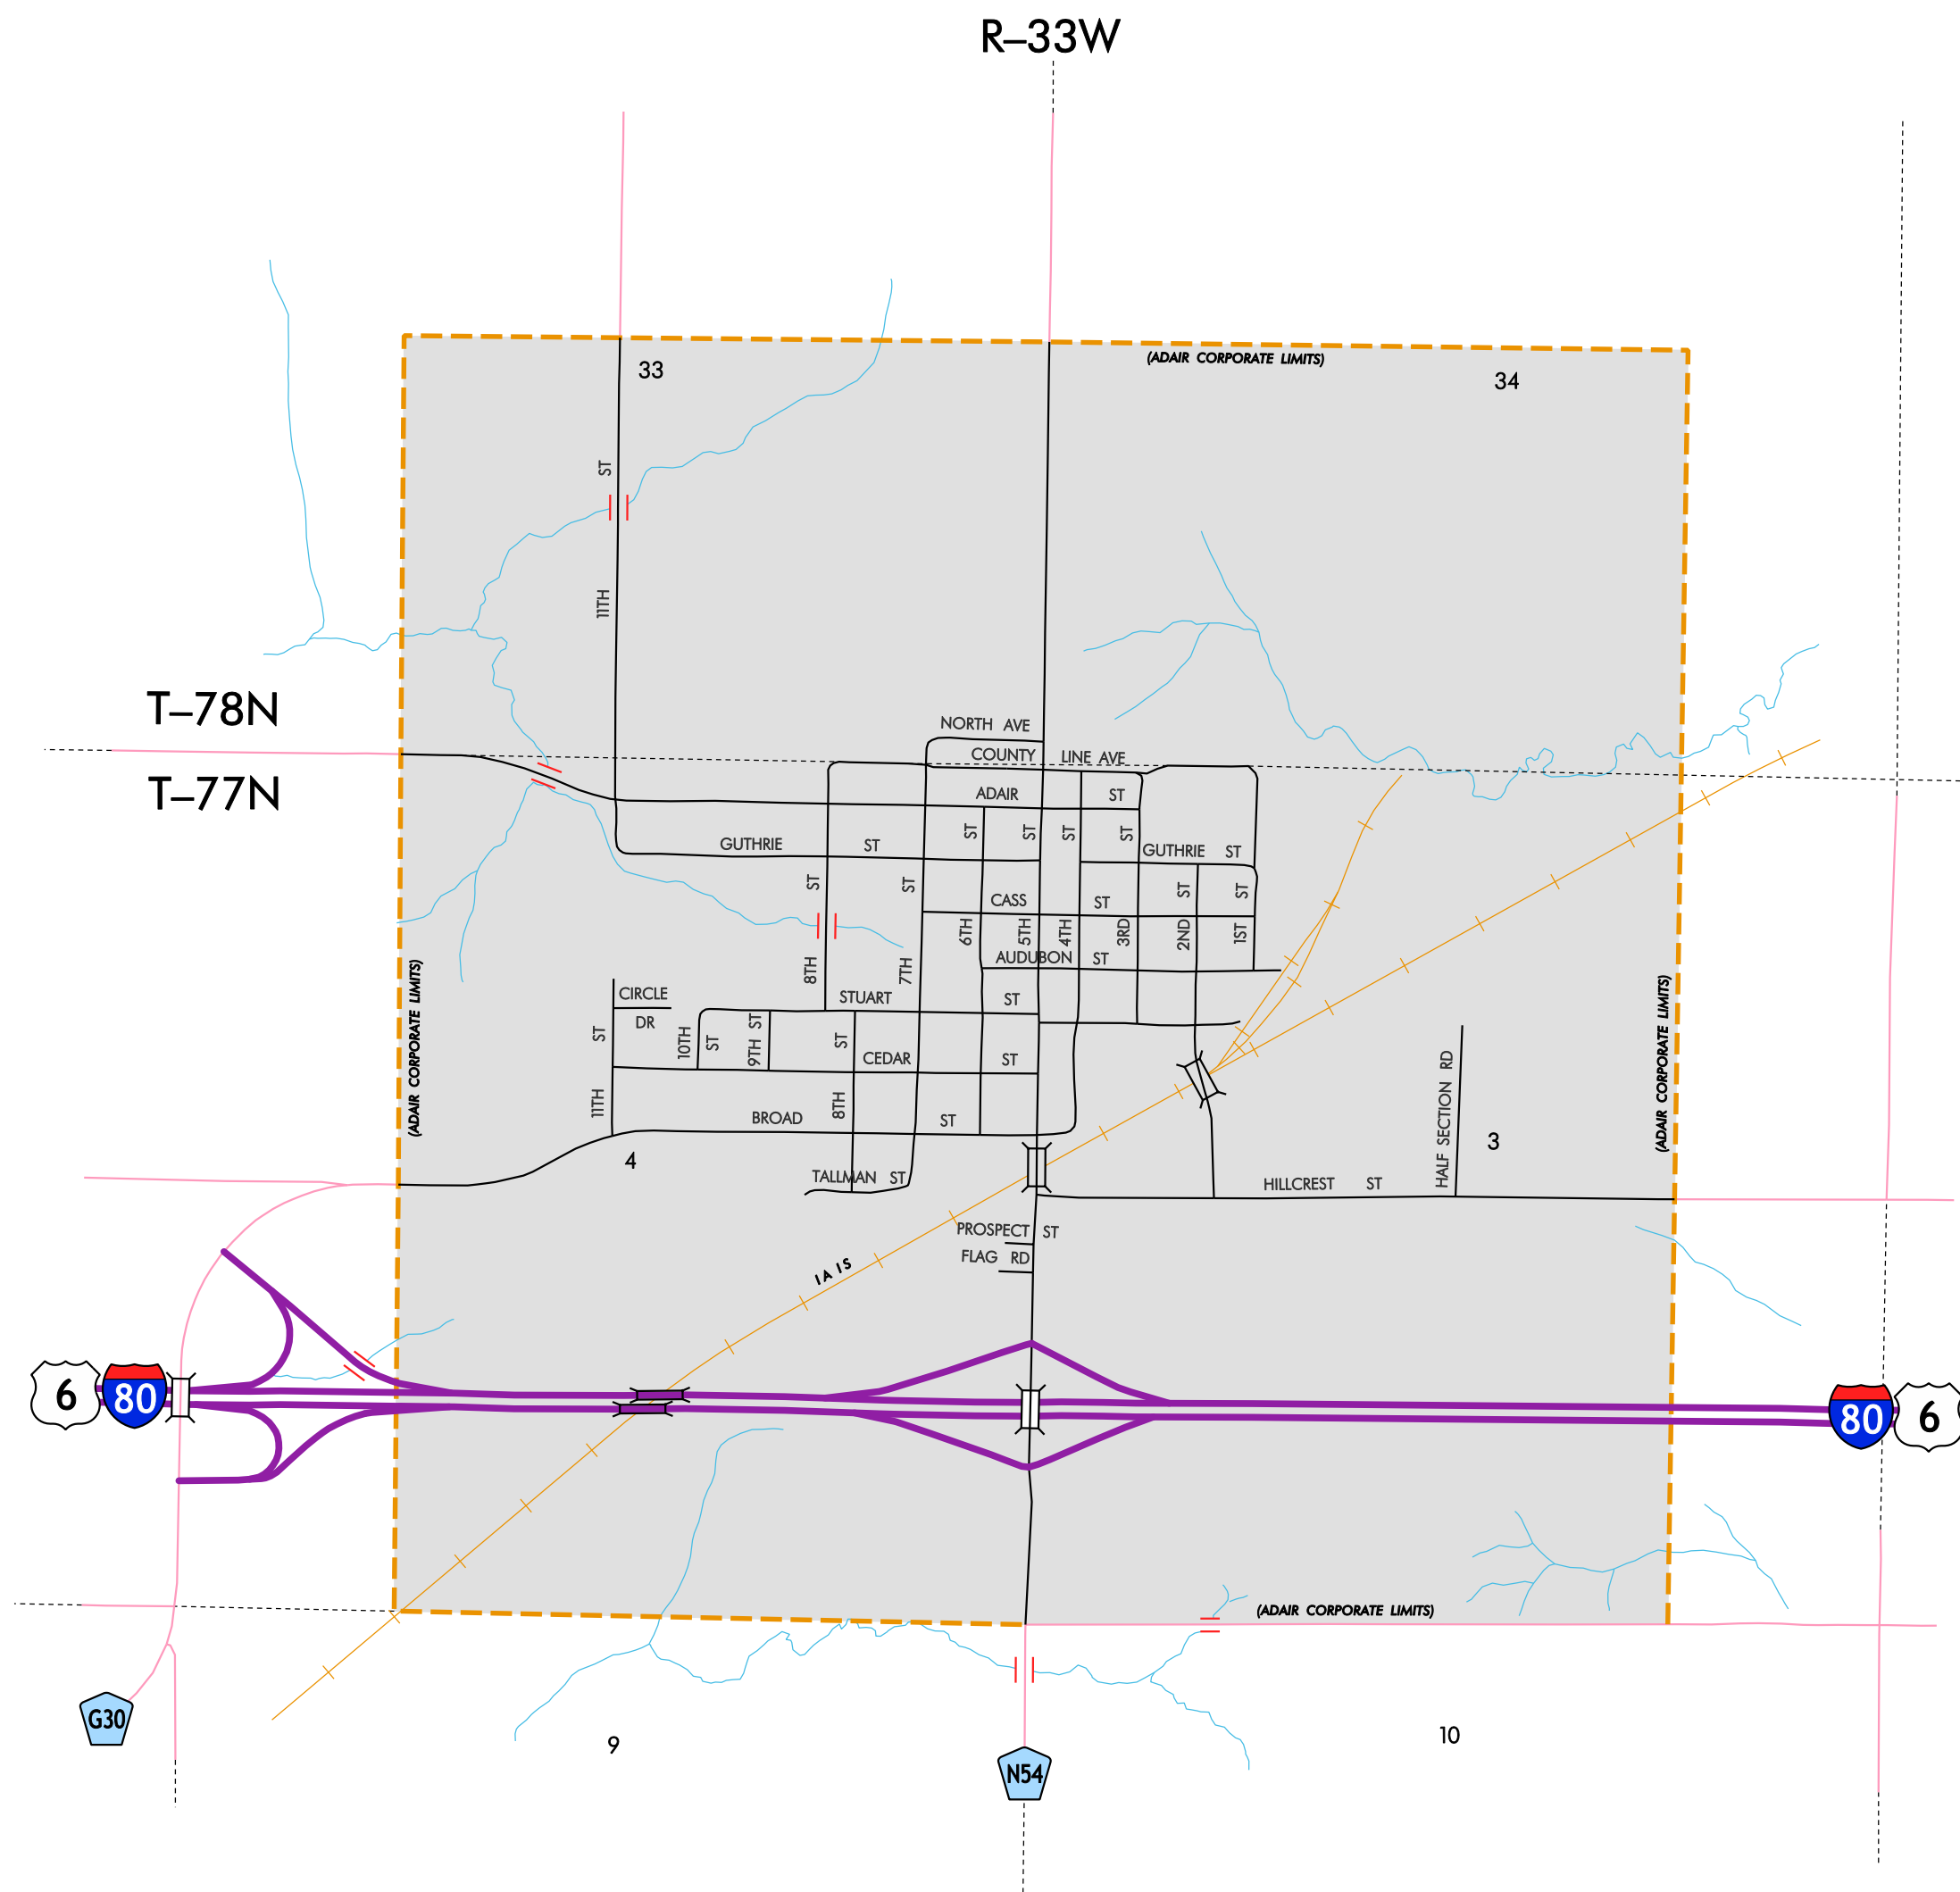 R–33W
(ADAIR CORPORATE LIMITS)
33
34
ST
11TH
T–78N
T–77N
NORTH AVE
COUNTY LINE AVE
ADAIR ST
ST ST ST ST
GUTHRIE ST
GUTHRIE ST
ST ST ST ST
CASS ST
6TH 5TH 4TH 3RD 2ND 1ST
AUDUBON ST
8TH 7TH
CIRCLE
DR
STUART ST
ST 10TH ST 9TH ST ST
CEDAR ST
11TH 8TH
BROAD ST
(ADAIR CORPORATE LIMITS)
(ADAIR CORPORATE LIMITS)
HALF SECTION RD
3
4
TALLMAN ST
HILLCREST ST
PROSPECT ST
FLAG RD
IAIS
6 80
80 6
(ADAIR CORPORATE LIMITS)
G30
9
10
N54